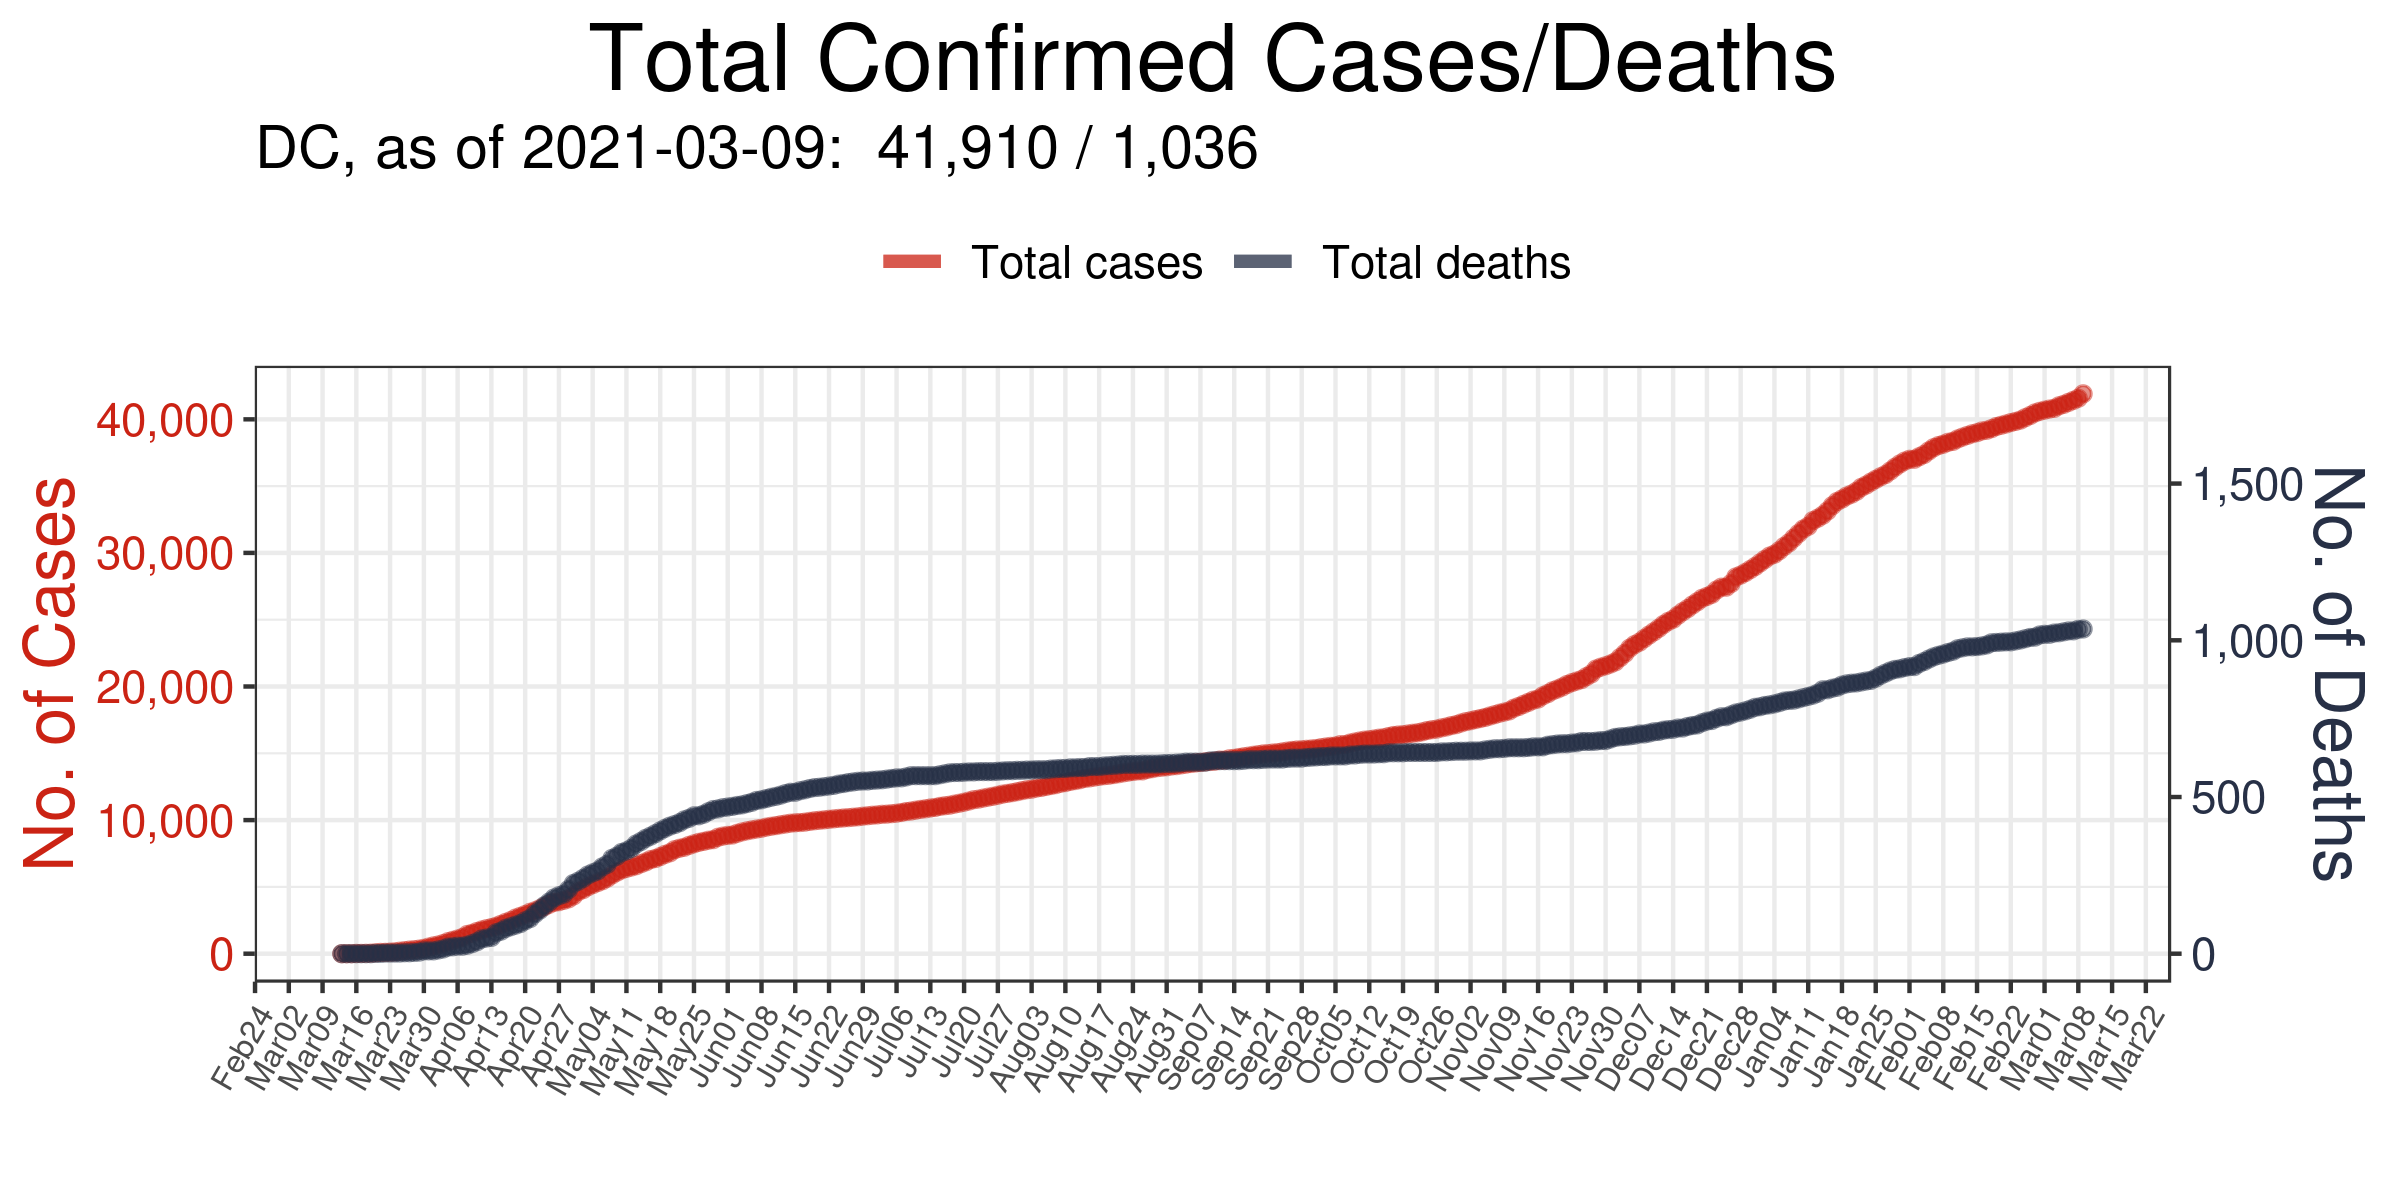 Total Confirmed Cases/Deaths
DC, as of 2021-03-09:  41,910 / 1,036
Total cases
Total deaths
No. of Cases
40,000
30,000
20,000
10,000
0
1,500
1,000
500
0
No. of Deaths
Feb24
Mar02
Mar09
Mar16
Mar23
Mar30
Apr06
Apr13
Apr20
Apr27
May04
May11
May18
May25
Jun01
Jun08
Jun15
Jun22
Jun29
Jul06
Jul13
Jul20
Jul27
Aug03
Aug10
Aug17
Aug24
Aug31
Sep07
Sep14
Sep21
Sep28
Oct05
Oct12
Oct19
Oct26
Nov02
Nov09
Nov16
Nov23
Nov30
Dec07
Dec14
Dec21
Dec28
Jan04
Jan11
Jan18
Jan25
Feb01
Feb08
Feb15
Feb22
Mar01
Mar08
Mar15
Mar22